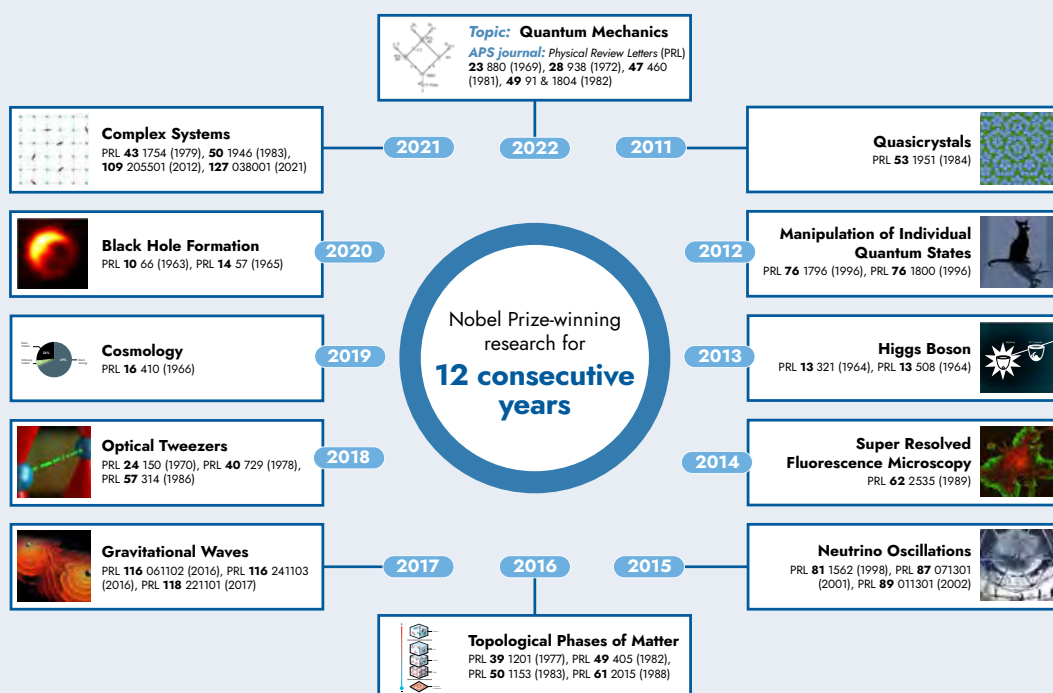 Topic: Quantum Mechanics
APS journal: Physical Review Letters (PRL)
23 880 (1969), 28 938 (1972), 47 460
(1981), 49 91 & 1804 (1982)
2022
2011
Quasicrystals
PRL 53 1951 (1984)
2012
Manipulation of Individual
Quantum States
PRL 76 1796 (1996), PRL 76 1800 (1996)
2013
Higgs Boson
PRL 13 321 (1964), PRL 13 508 (1964)
2014
Super Resolved
Fluorescence Microscopy
PRL 62 2535 (1989)
2015
Neutrino Oscillations
PRL 81 1562 (1998), PRL 87 071301
(2001), PRL 89 011301 (2002)
2016
Topological Phases of Matter
PRL 39 1201 (1977), PRL 49 405 (1982),
PRL 50 1153 (1983), PRL 61 2015 (1988)
2017
Gravitational Waves
PRL 116 061102 (2016), PRL 116 241103
(2016), PRL 118 221101 (2017)
2018
Optical Tweezers
PRL 24 150 (1970), PRL 40 729 (1978),
PRL 57 314 (1986)
2019
Cosmology
PRL 16 410 (1966)
2020
Black Hole Formation
PRL 10 66 (1963), PRL 14 57 (1965)
2021
Complex Systems
PRL 43 1754 (1979), 50 1946 (1983),
109 205501 (2012), 127 038001 (2021)
Nobel Prize-winning
research for
12 consecutive
years